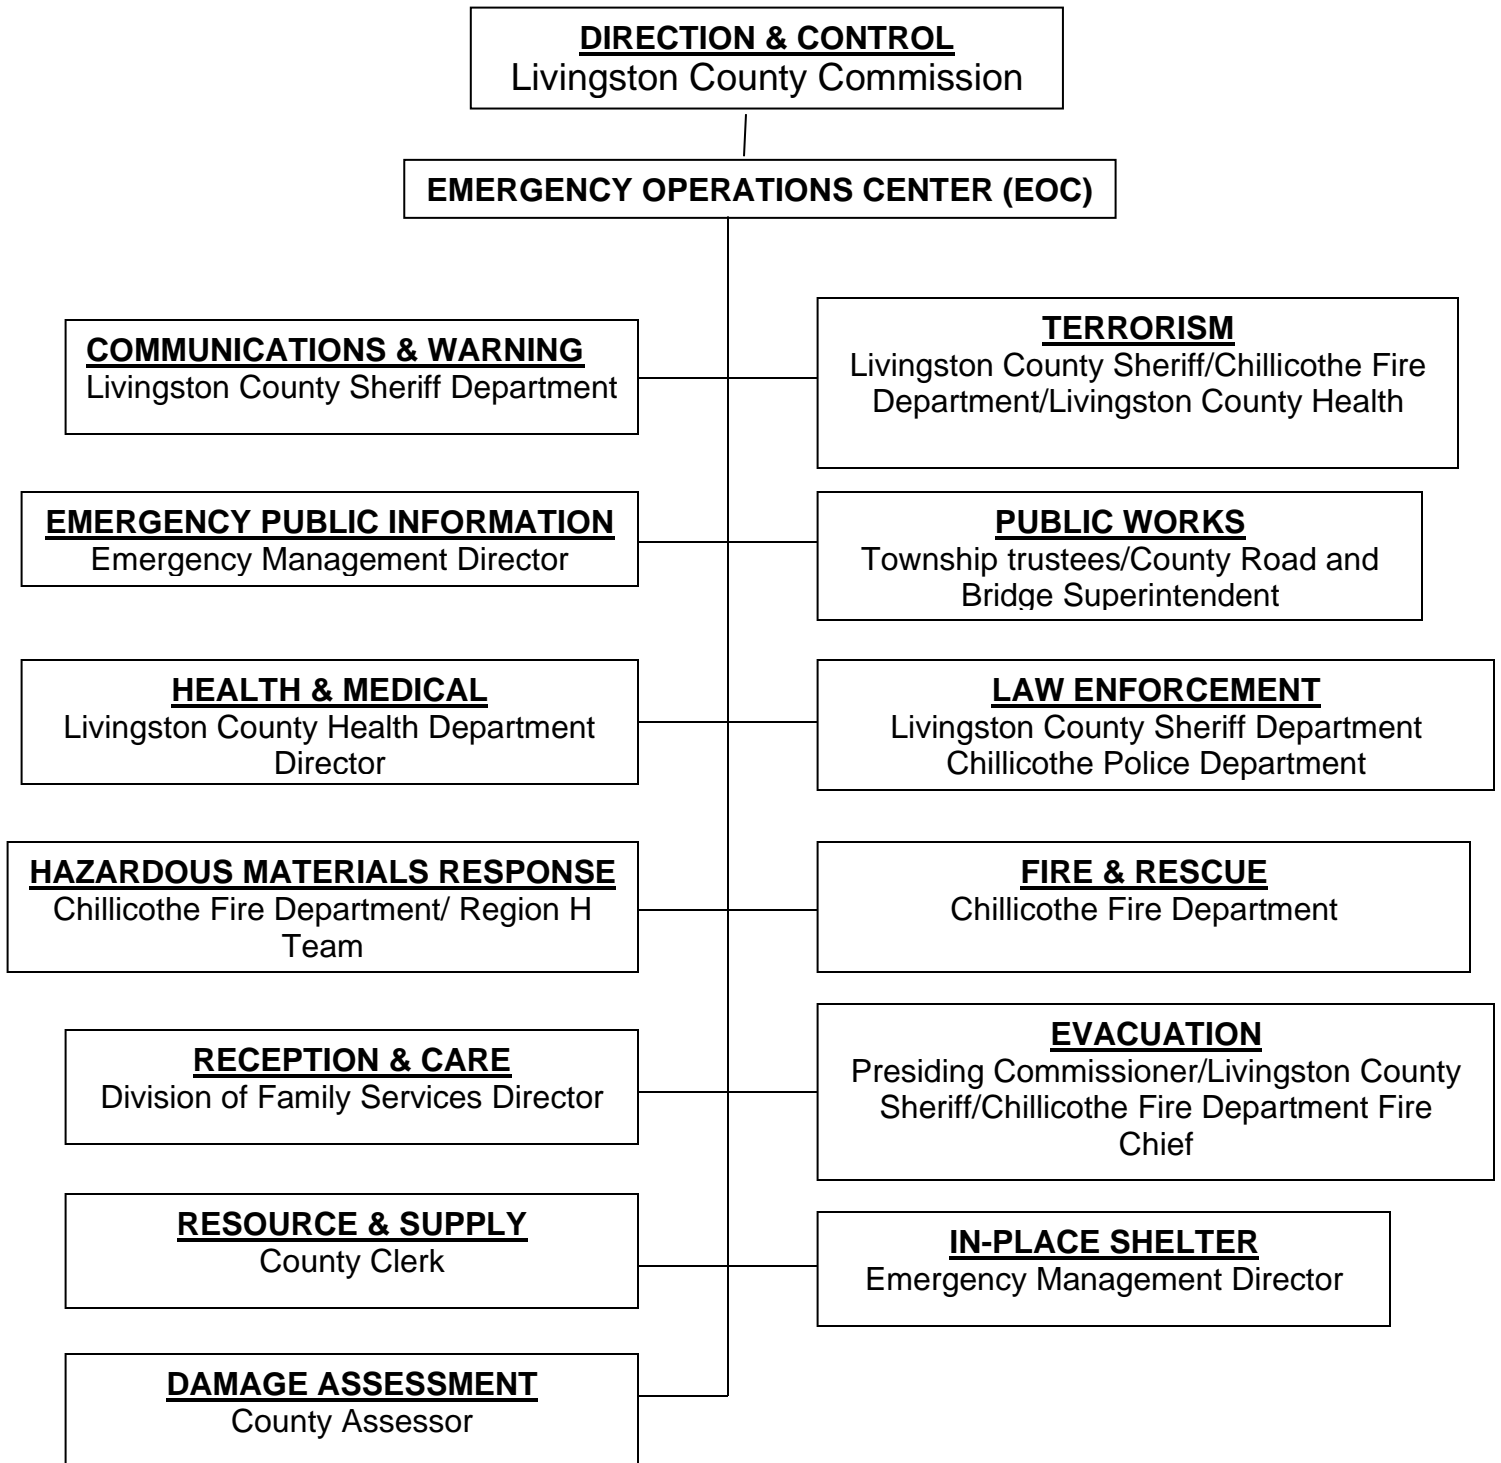 DIRECTION & CONTROL
Livingston County Commission
EMERGENCY OPERATIONS CENTER (EOC)
COMMUNICATIONS & WARNING
Livingston County Sheriff Department
TERRORISM
Livingston County Sheriff/Chillicothe Fire
Department/Livingston County Health
EMERGENCY PUBLIC INFORMATION
Emergency Management Director
PUBLIC WORKS
Township trustees/County Road and
Bridge Superintendent
HEALTH & MEDICAL
Livingston County Health Department
Director
LAW ENFORCEMENT
Livingston County Sheriff Department
Chillicothe Police Department
HAZARDOUS MATERIALS RESPONSE
Chillicothe Fire Department/ Region H
Team
FIRE & RESCUE
Chillicothe Fire Department
RECEPTION & CARE
Division of Family Services Director
EVACUATION
Presiding Commissioner/Livingston County
Sheriff/Chillicothe Fire Department Fire
Chief
RESOURCE & SUPPLY
County Clerk
IN-PLACE SHELTER
Emergency Management Director
DAMAGE ASSESSMENT
County Assessor